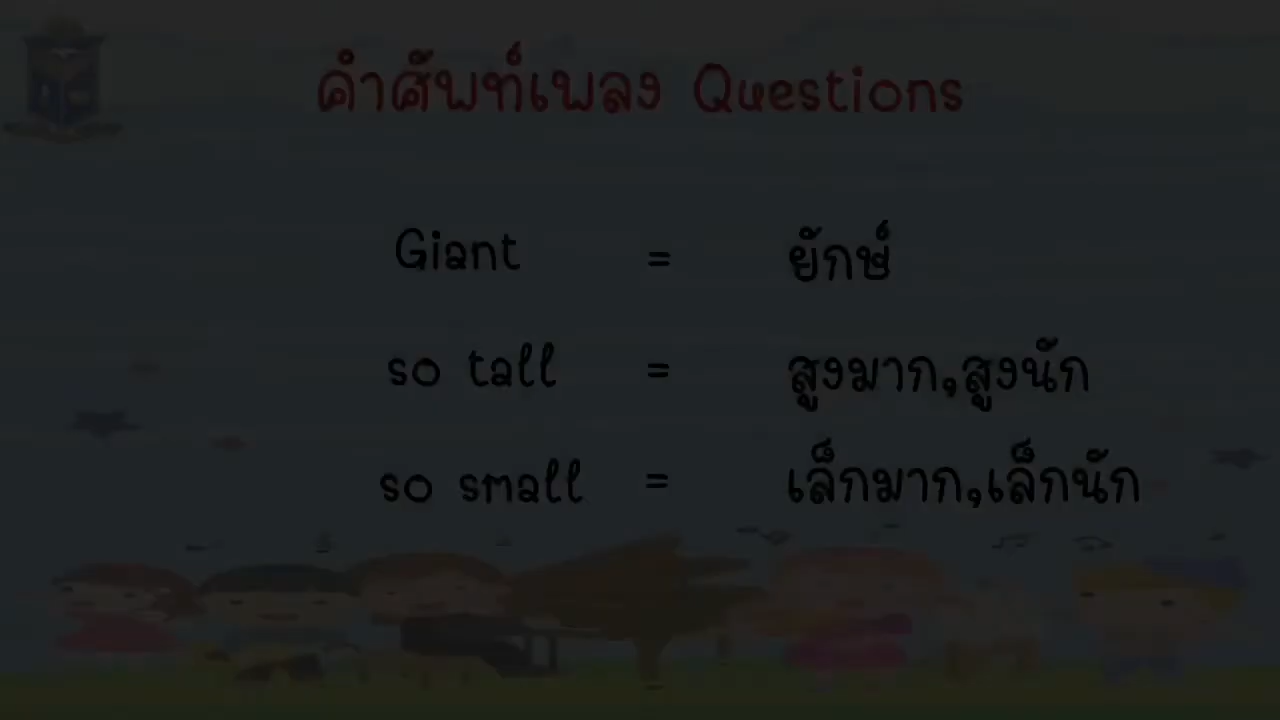 คำศัพท์เพลง Questions
Giant = ยักษ์
so tall = สูงมาก,สูงนัก
so small = เล็กมาก,เล็กนัก